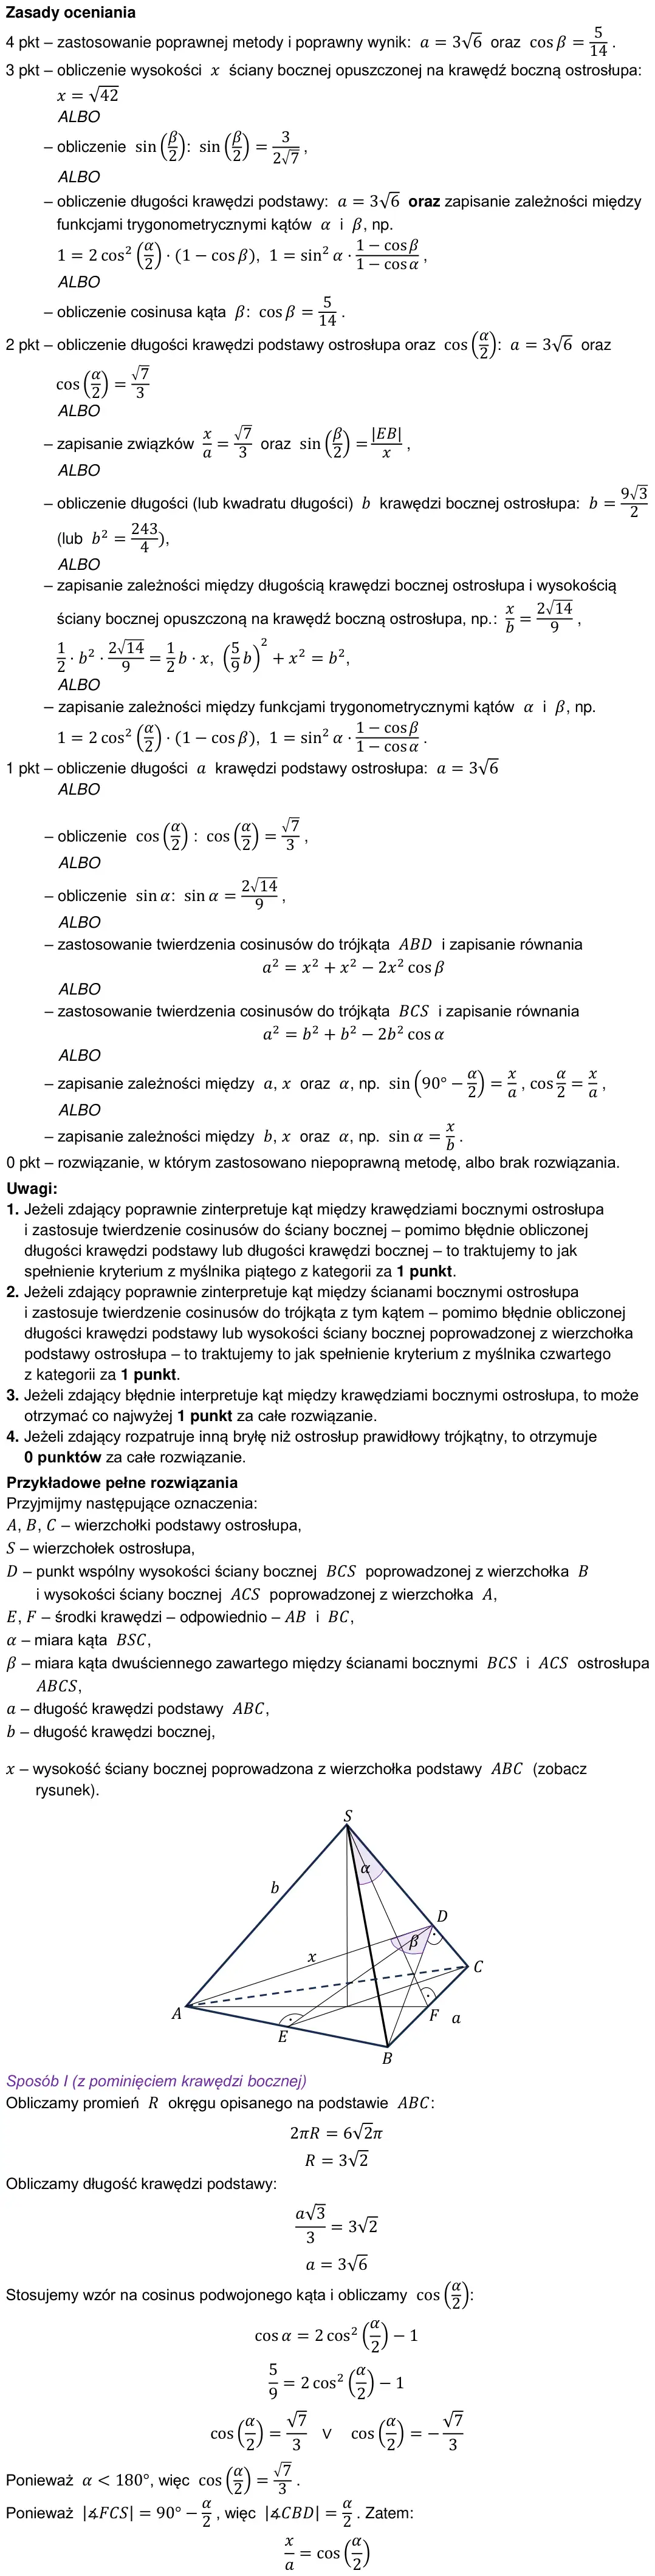 Zasady oceniania
4 pkt – zastosowanie poprawnej metody i poprawny wynik: a = 3√6 oraz cos β = 5/14 .
3 pkt – obliczenie wysokości x ściany bocznej opuszczonej na krawędź boczną ostrosłupa:
x = √42
ALBO
– obliczenie sin(β/2): sin(β/2) = 3/(2√7) ,
ALBO
– obliczenie długości krawędzi podstawy: a = 3√6 oraz zapisanie zależności między
funkcjami trygonometrycznymi kątów α i β, np.
1 = 2 cos²(α/2) · (1 − cos β), 1 = sin² α · (1 − cos β)/(1 − cos α) ,
ALBO
– obliczenie cosinusa kąta β: cos β = 5/14 .
2 pkt – obliczenie długości krawędzi podstawy ostrosłupa oraz cos(α/2): a = 3√6 oraz
cos(α/2) = √7/3
ALBO
– zapisanie związków x/a = √7/3 oraz sin(β/2) = |EB|/x ,
ALBO
– obliczenie długości (lub kwadratu długości) b krawędzi bocznej ostrosłupa: b = 9√3/2
(lub b² = 243/4),
ALBO
– zapisanie zależności między długością krawędzi bocznej ostrosłupa i wysokością
ściany bocznej opuszczoną na krawędź boczną ostrosłupa, np.: x/b = 2√14/9 ,
1/2 · b² · 2√14/9 = 1/2 b · x, (5/9 b)² + x² = b²,
ALBO
– zapisanie zależności między funkcjami trygonometrycznymi kątów α i β, np.
1 = 2 cos²(α/2) · (1 − cos β), 1 = sin² α · (1 − cos β)/(1 − cos α) .
1 pkt – obliczenie długości a krawędzi podstawy ostrosłupa: a = 3√6
ALBO
– obliczenie cos(α/2) : cos(α/2) = √7/3 ,
ALBO
– obliczenie sin α: sin α = 2√14/9 ,
ALBO
– zastosowanie twierdzenia cosinusów do trójkąta ABD i zapisanie równania
a² = x² + x² − 2x² cos β
ALBO
– zastosowanie twierdzenia cosinusów do trójkąta BCS i zapisanie równania
a² = b² + b² − 2b² cos α
ALBO
– zapisanie zależności między a, x oraz α, np. sin(90° − α/2) = x/a , cos α/2 = x/a ,
ALBO
– zapisanie zależności między b, x oraz α, np. sin α = x/b .
0 pkt – rozwiązanie, w którym zastosowano niepoprawną metodę, albo brak rozwiązania.
Uwagi:
1. Jeżeli zdający poprawnie zinterpretuje kąt między krawędziami bocznymi ostrosłupa
i zastosuje twierdzenie cosinusów do ściany bocznej – pomimo błędnie obliczonej
długości krawędzi podstawy lub długości krawędzi bocznej – to traktujemy to jak
spełnienie kryterium z myślnika piątego z kategorii za 1 punkt.
2. Jeżeli zdający poprawnie zinterpretuje kąt między ścianami bocznymi ostrosłupa
i zastosuje twierdzenie cosinusów do trójkąta z tym kątem – pomimo błędnie obliczonej
długości krawędzi podstawy lub wysokości ściany bocznej poprowadzonej z wierzchołka
podstawy ostrosłupa – to traktujemy to jak spełnienie kryterium z myślnika czwartego
z kategorii za 1 punkt.
3. Jeżeli zdający błędnie interpretuje kąt między krawędziami bocznymi ostrosłupa, to może
otrzymać co najwyżej 1 punkt za całe rozwiązanie.
4. Jeżeli zdający rozpatruje inną bryłę niż ostrosłup prawidłowy trójkątny, to otrzymuje
0 punktów za całe rozwiązanie.
Przykładowe pełne rozwiązania
Przyjmijmy następujące oznaczenia:
A, B, C – wierzchołki podstawy ostrosłupa,
S – wierzchołek ostrosłupa,
D – punkt wspólny wysokości ściany bocznej BCS poprowadzonej z wierzchołka B
i wysokości ściany bocznej ACS poprowadzonej z wierzchołka A,
E, F – środki krawędzi – odpowiednio – AB i BC,
α – miara kąta BSC,
β – miara kąta dwuściennego zawartego między ścianami bocznymi BCS i ACS ostrosłupa
ABCS,
a – długość krawędzi podstawy ABC,
b – długość krawędzi bocznej,
x – wysokość ściany bocznej poprowadzona z wierzchołka podstawy ABC (zobacz
rysunek).
S
α
b
D
β
x
C
A
F a
E
B
Sposób I (z pominięciem krawędzi bocznej)
Obliczamy promień R okręgu opisanego na podstawie ABC:
2πR = 6√2π
R = 3√2
Obliczamy długość krawędzi podstawy:
a√3/3 = 3√2
a = 3√6
Stosujemy wzór na cosinus podwojonego kąta i obliczamy cos(α/2):
cos α = 2 cos²(α/2) − 1
5/9 = 2 cos²(α/2) − 1
cos(α/2) = √7/3 ∨ cos(α/2) = −√7/3
Ponieważ α < 180°, więc cos(α/2) = √7/3 .
Ponieważ |∡FCS| = 90° − α/2 , więc |∡CBD| = α/2 . Zatem:
x/a = cos(α/2)